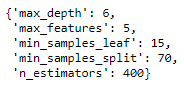 {'max_depth': 6,
'max_features': 5,
'min_samples_leaf': 15,
'min_samples_split': 70,
'n_estimators': 400}